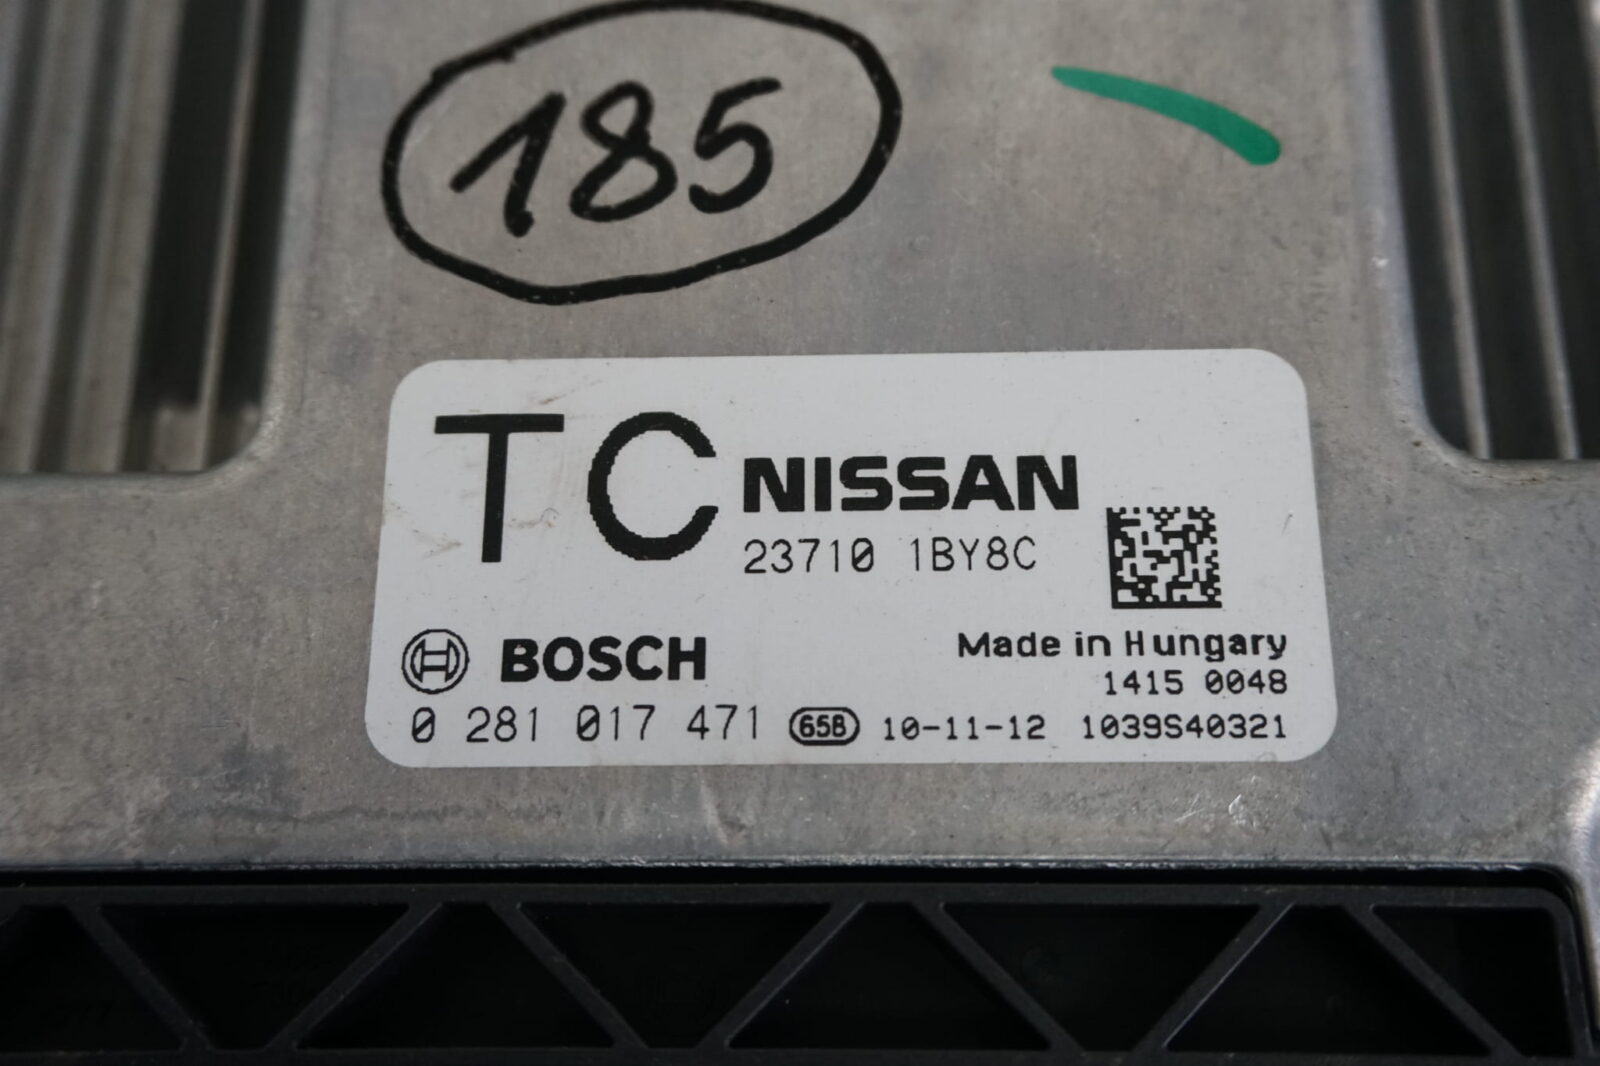 185
TC NISSAN
23710 1BY8C
BOSCH
Made in Hungary
1415 0048
0 281 017 471 65B 10-11-12 1039S40321